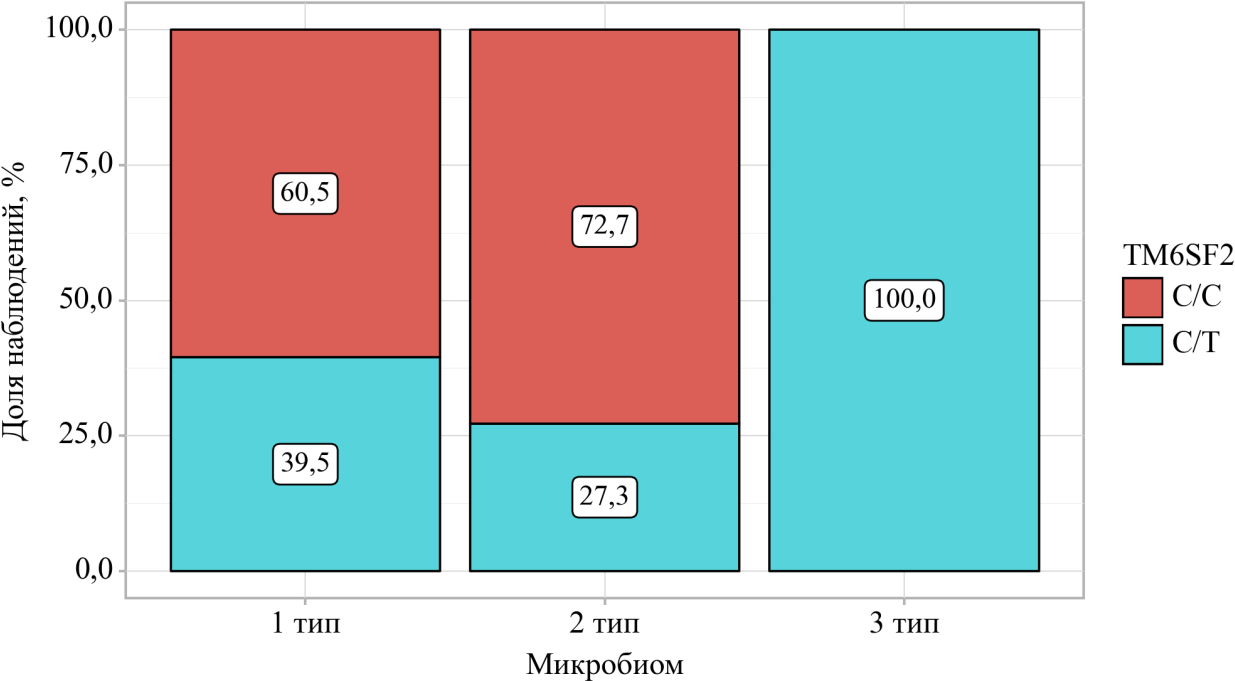 100,0
75,0
50,0
25,0
0,0
Доля наблюдений, %
60,5
39,5
72,7
27,3
100,0
1 тип
2 тип
3 тип
Микробиом
TM6SF2
C/C
C/T